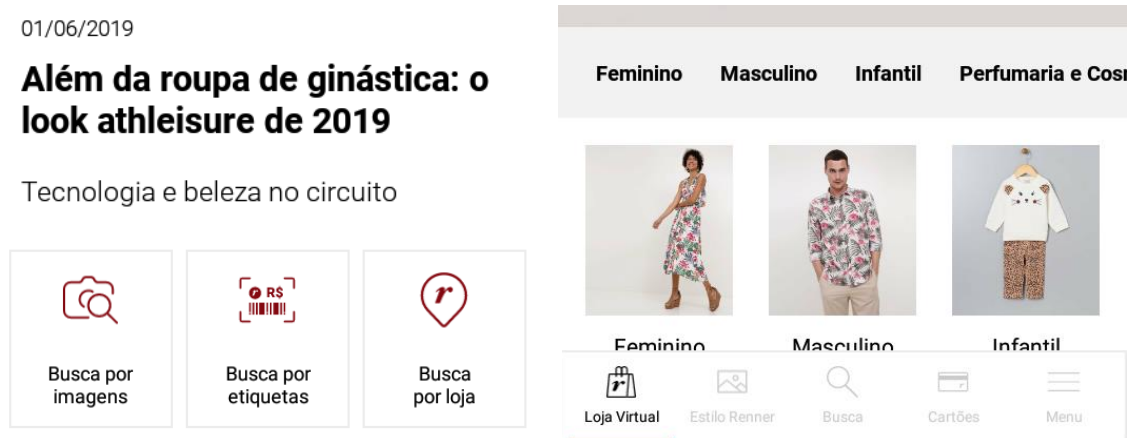 01/06/2019
Além da roupa de ginástica: o
look athleisure de 2019
Tecnologia e beleza no circuito
R$
Busca por
imagens
Busca por
etiquetas
r
Busca
por loja
Feminino Masculino Infantil Perfumaria e Cosm
Feminino Masculino Infantil
r
Loja Virtual Estilo Renner Busca Cartões Menu